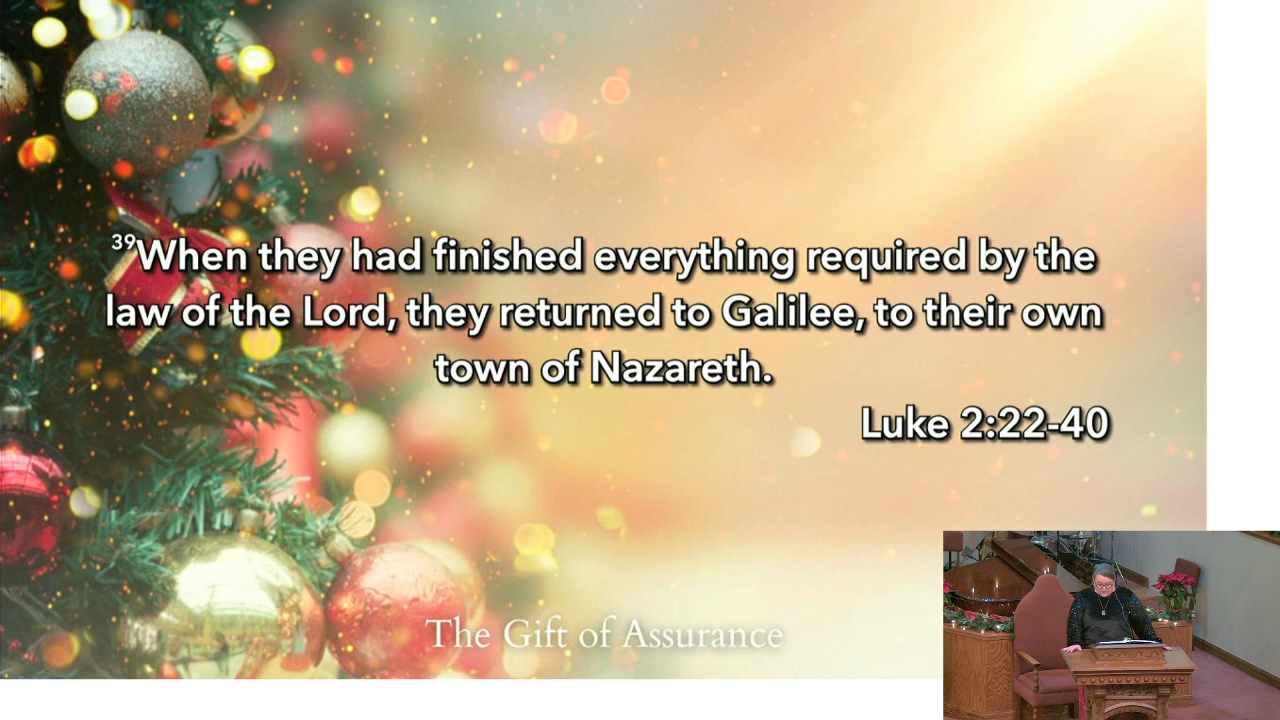 39When they had finished everything required by the
law of the Lord, they returned to Galilee, to their own
town of Nazareth.
Luke 2:22-40
The Gift of Assurance